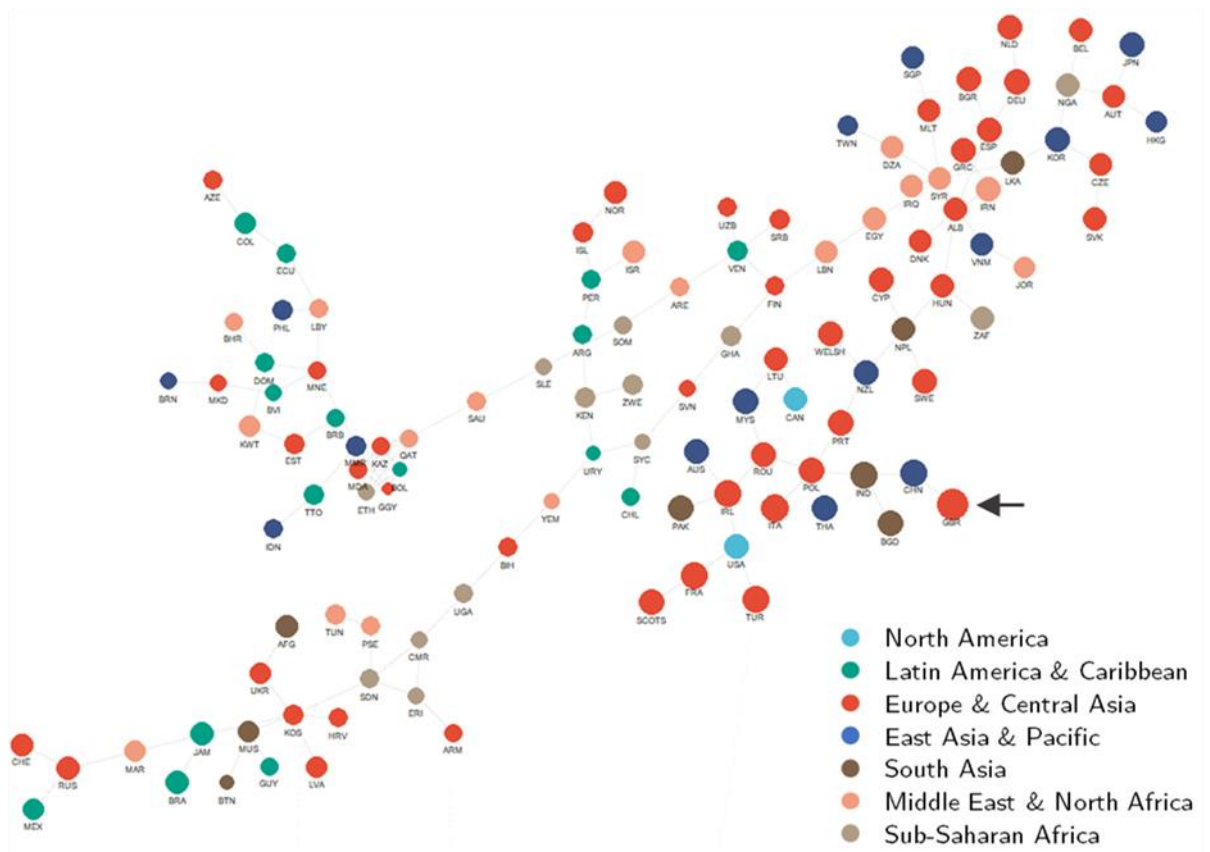 NLD
BEL
JPN
SGP
BGR
DEU
NGA
AUT
MLT
HKG
TWN
ESP
DZA
GRC
KOR
LKA
CZE
AZE
SYR
IRQ
IRN
NOR
UZB
SRB
ALB
SVK
COL
EGY
ISL
DNK
VNM
ECU
ISR
VEN
LBN
JOR
PER
ARE
FIN
CYP
HUN
PHL
LBY
BHR
SOM
ZAF
ARG
GHA
NPL
WELSH
DOM
SLE
LTU
MNE
BRN
MKD
BVI
ZWE
SVN
NZL
SWE
KEN
SAU
MYS
CAN
BRB
KWT
EST
QAT
PRT
MMR
KAZ
URY
SYC
AUS
ROU
MDA
BOL
POL
TTO
ETH
GGY
CHL
IND
CHN
PAK
IRL
ITA
THA
GBR
YEM
IDN
BGD
BIH
USA
FRA
UGA
SCOTS
TUR
TUN
AFG
PSE
North America
CMR
Latin America & Caribbean
UKR
SDN
Europe & Central Asia
ERI
KOS
HRV
East Asia & Pacific
JAM
MUS
ARM
CHE
MAR
South Asia
RUS
GUY
LVA
BRA
BTN
Middle East & North Africa
MEX
Sub-Saharan Africa